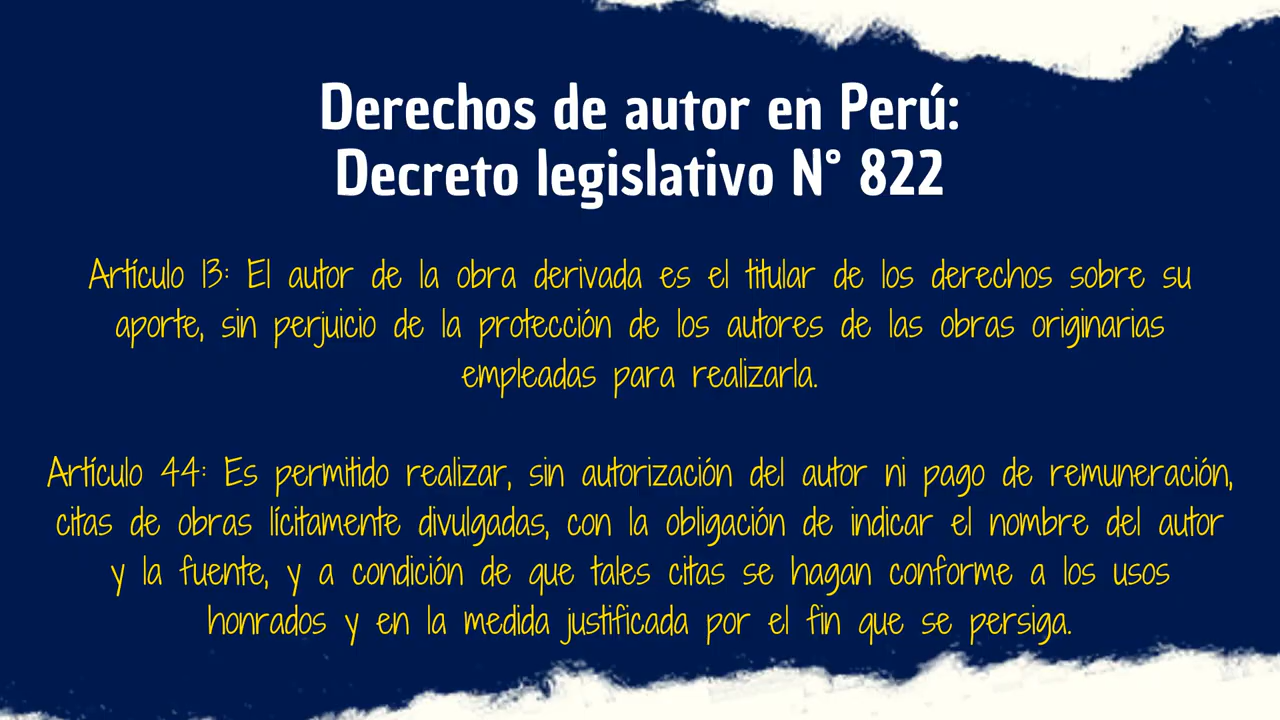 Derechos de autor en Perú:
Decreto legislativo N° 822
Artículo 13: El autor de la obra derivada es el titular de los derechos sobre su
aporte, sin perjuicio de la protección de los autores de las obras originarias
empleadas para realizarla.
Artículo 44: Es permitido realizar, sin autorización del autor ni pago de remuneración,
citas de obras lícitamente divulgadas, con la obligación de indicar el nombre del autor
y la fuente, y a condición de que tales citas se hagan conforme a los usos
honrados y en la medida justificada por el fin que se persiga.